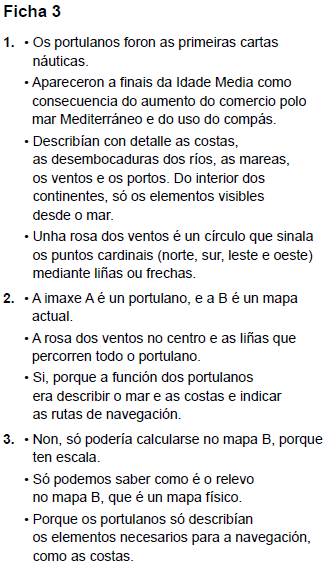 Ficha 3
1. • Os portulanos foron as primeiras cartas
náuticas.
• Apareceron a finais da Idade Media como
consecuencia do aumento do comercio polo
mar Mediterráneo e do uso do compás.
• Describían con detalle as costas,
as desembocaduras dos ríos, as mareas,
os ventos e os portos. Do interior dos
continentes, só os elementos visibles
desde o mar.
• Unha rosa dos ventos é un círculo que sinala
os puntos cardinais (norte, sur, leste e oeste)
mediante liñas ou frechas.
2. • A imaxe A é un portulano, e a B é un mapa
actual.
• A rosa dos ventos no centro e as liñas que
percorren todo o portulano.
• Si, porque a función dos portulanos
era describir o mar e as costas e indicar
as rutas de navegación.
3. • Non, só podería calcularse no mapa B, porque
ten escala.
• Só podemos saber como é o relevo
no mapa B, que é un mapa físico.
• Porque os portulanos só describían
os elementos necesarios para a navegación,
como as costas.